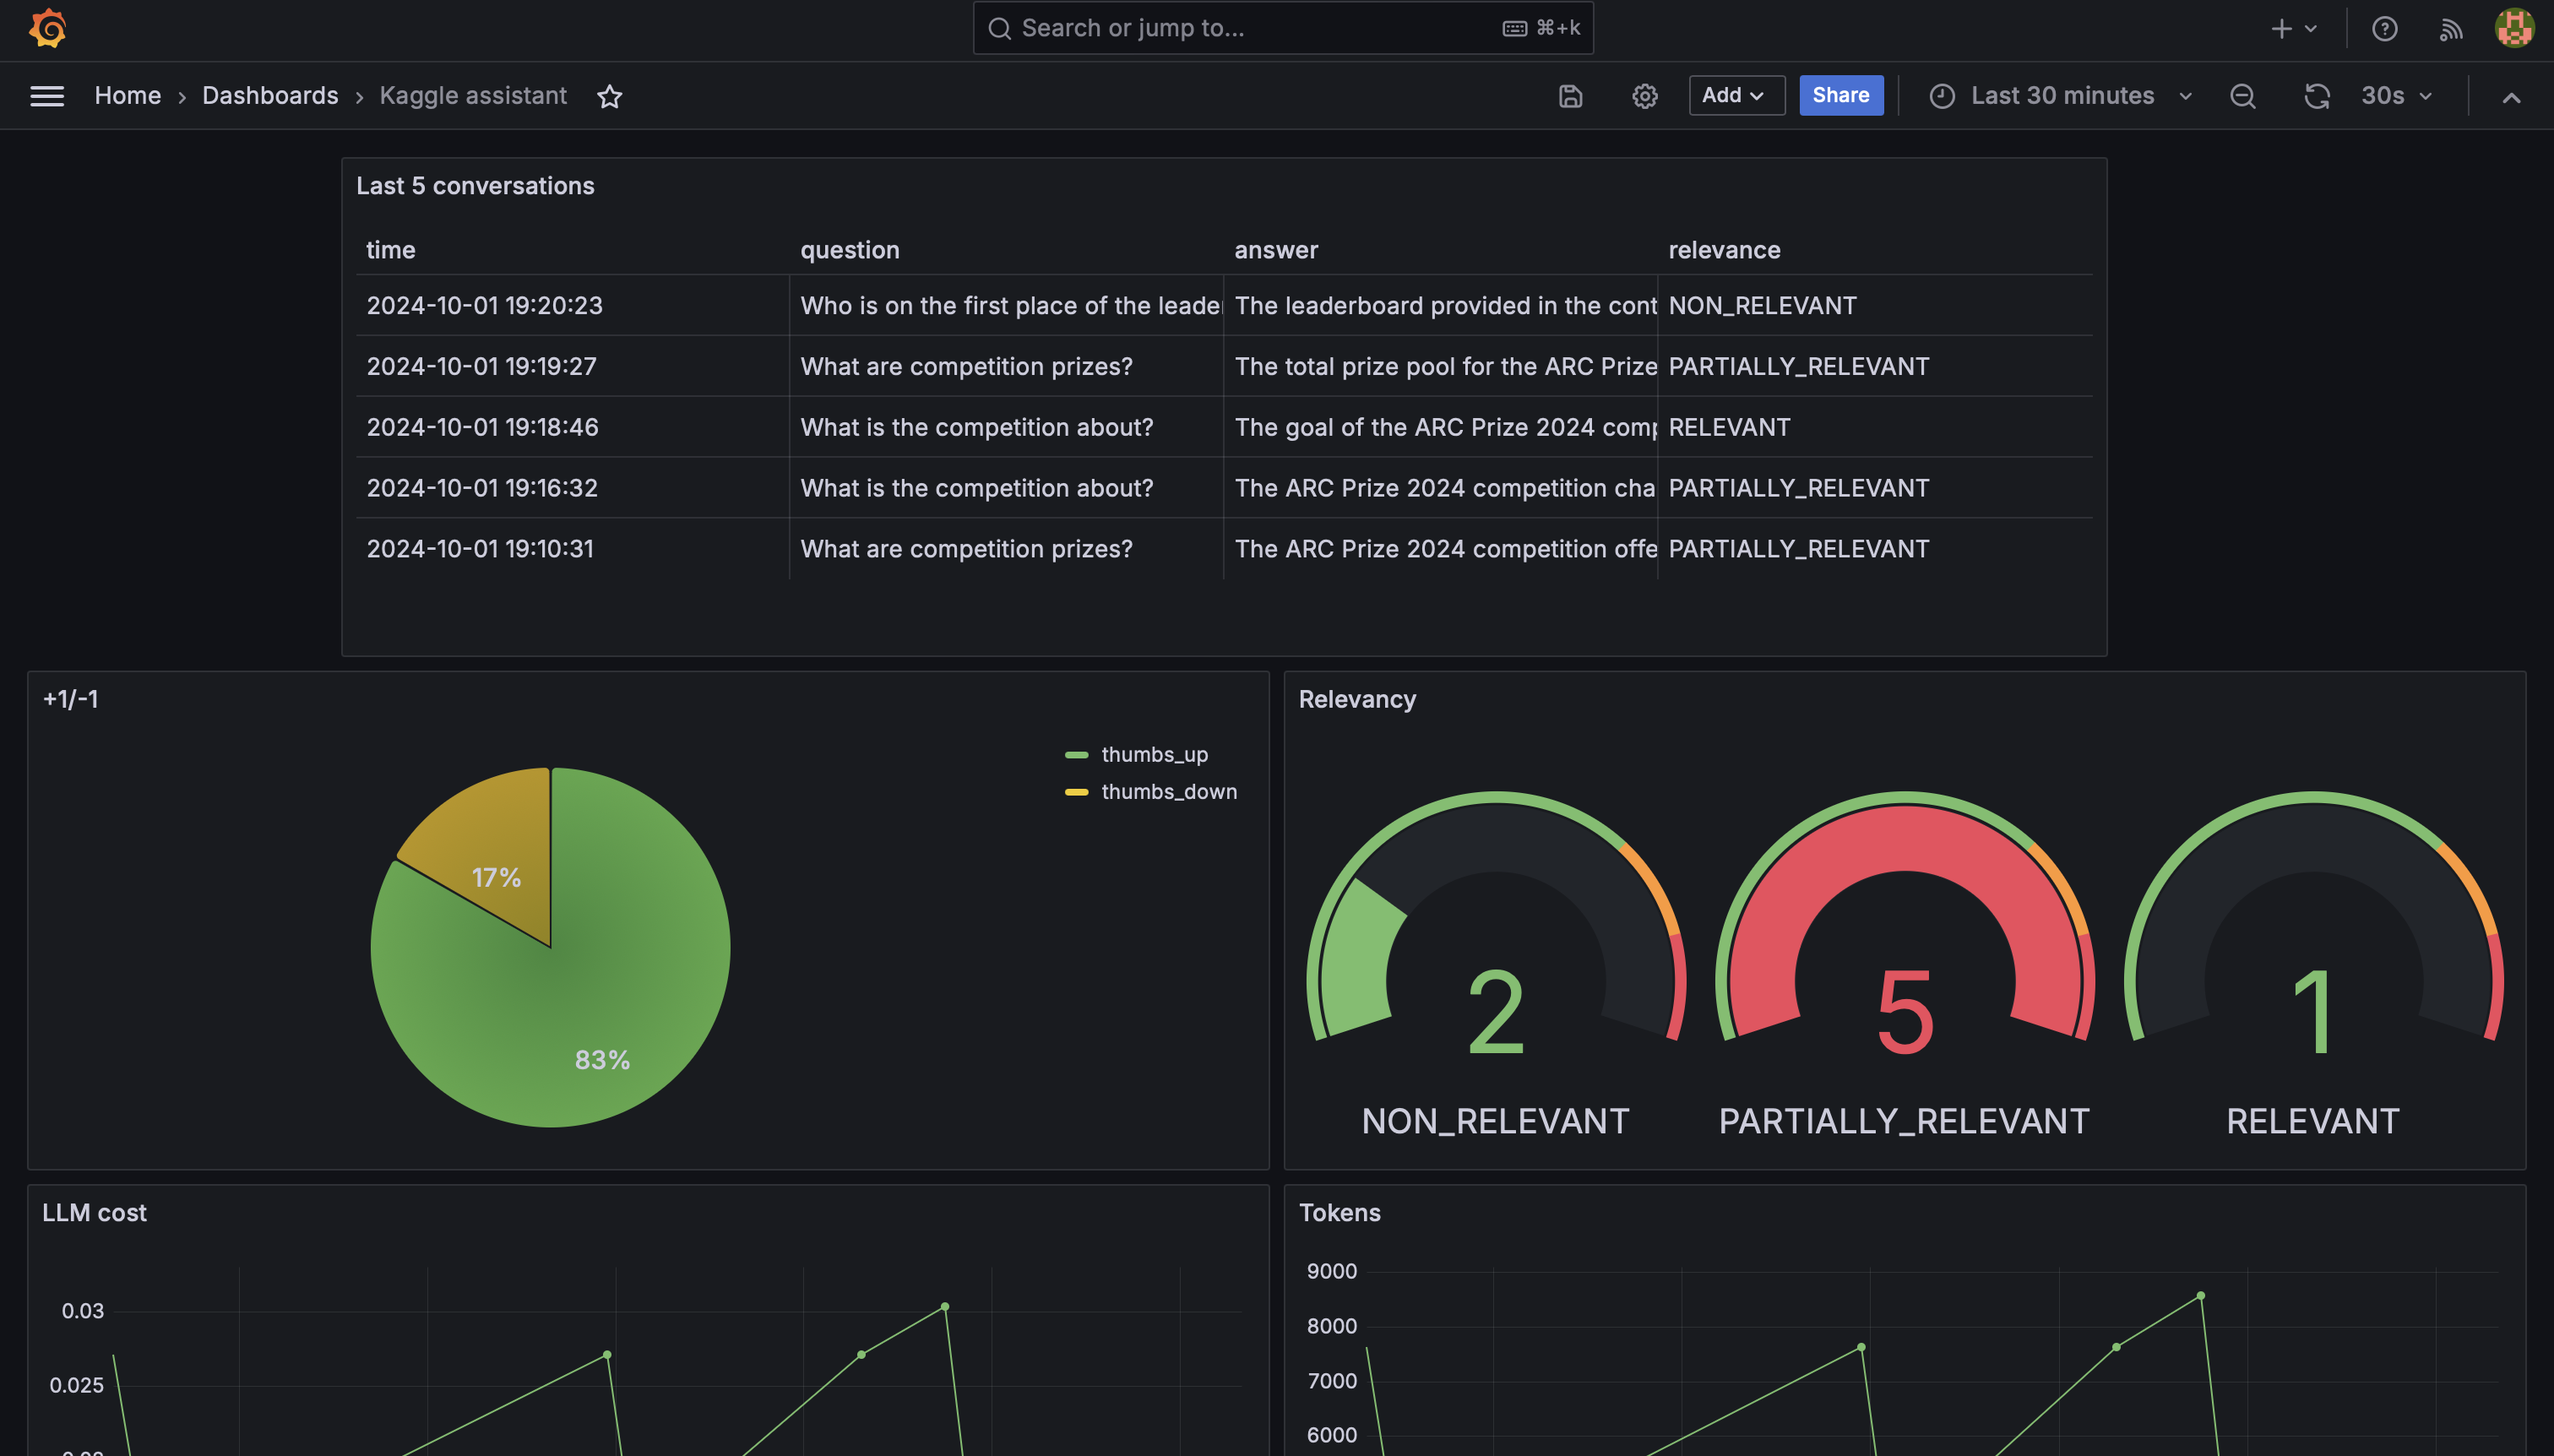 Search or jump to... ⌘+k
Home › Dashboards › Kaggle assistant Add Share Last 30 minutes 30s
Last 5 conversations
time question answer relevance
2024-10-01 19:20:23 Who is on the first place of the leader The leaderboard provided in the cont NON_RELEVANT
2024-10-01 19:19:27 What are competition prizes? The total prize pool for the ARC Prize PARTIALLY_RELEVANT
2024-10-01 19:18:46 What is the competition about? The goal of the ARC Prize 2024 comp RELEVANT
2024-10-01 19:16:32 What is the competition about? The ARC Prize 2024 competition cha PARTIALLY_RELEVANT
2024-10-01 19:10:31 What are competition prizes? The ARC Prize 2024 competition offe PARTIALLY_RELEVANT
+1/-1
thumbs_up
thumbs_down
17%
83%
Relevancy
2 5 1
NON_RELEVANT PARTIALLY_RELEVANT RELEVANT
LLM cost
0.03
0.025
Tokens
9000
8000
7000
6000